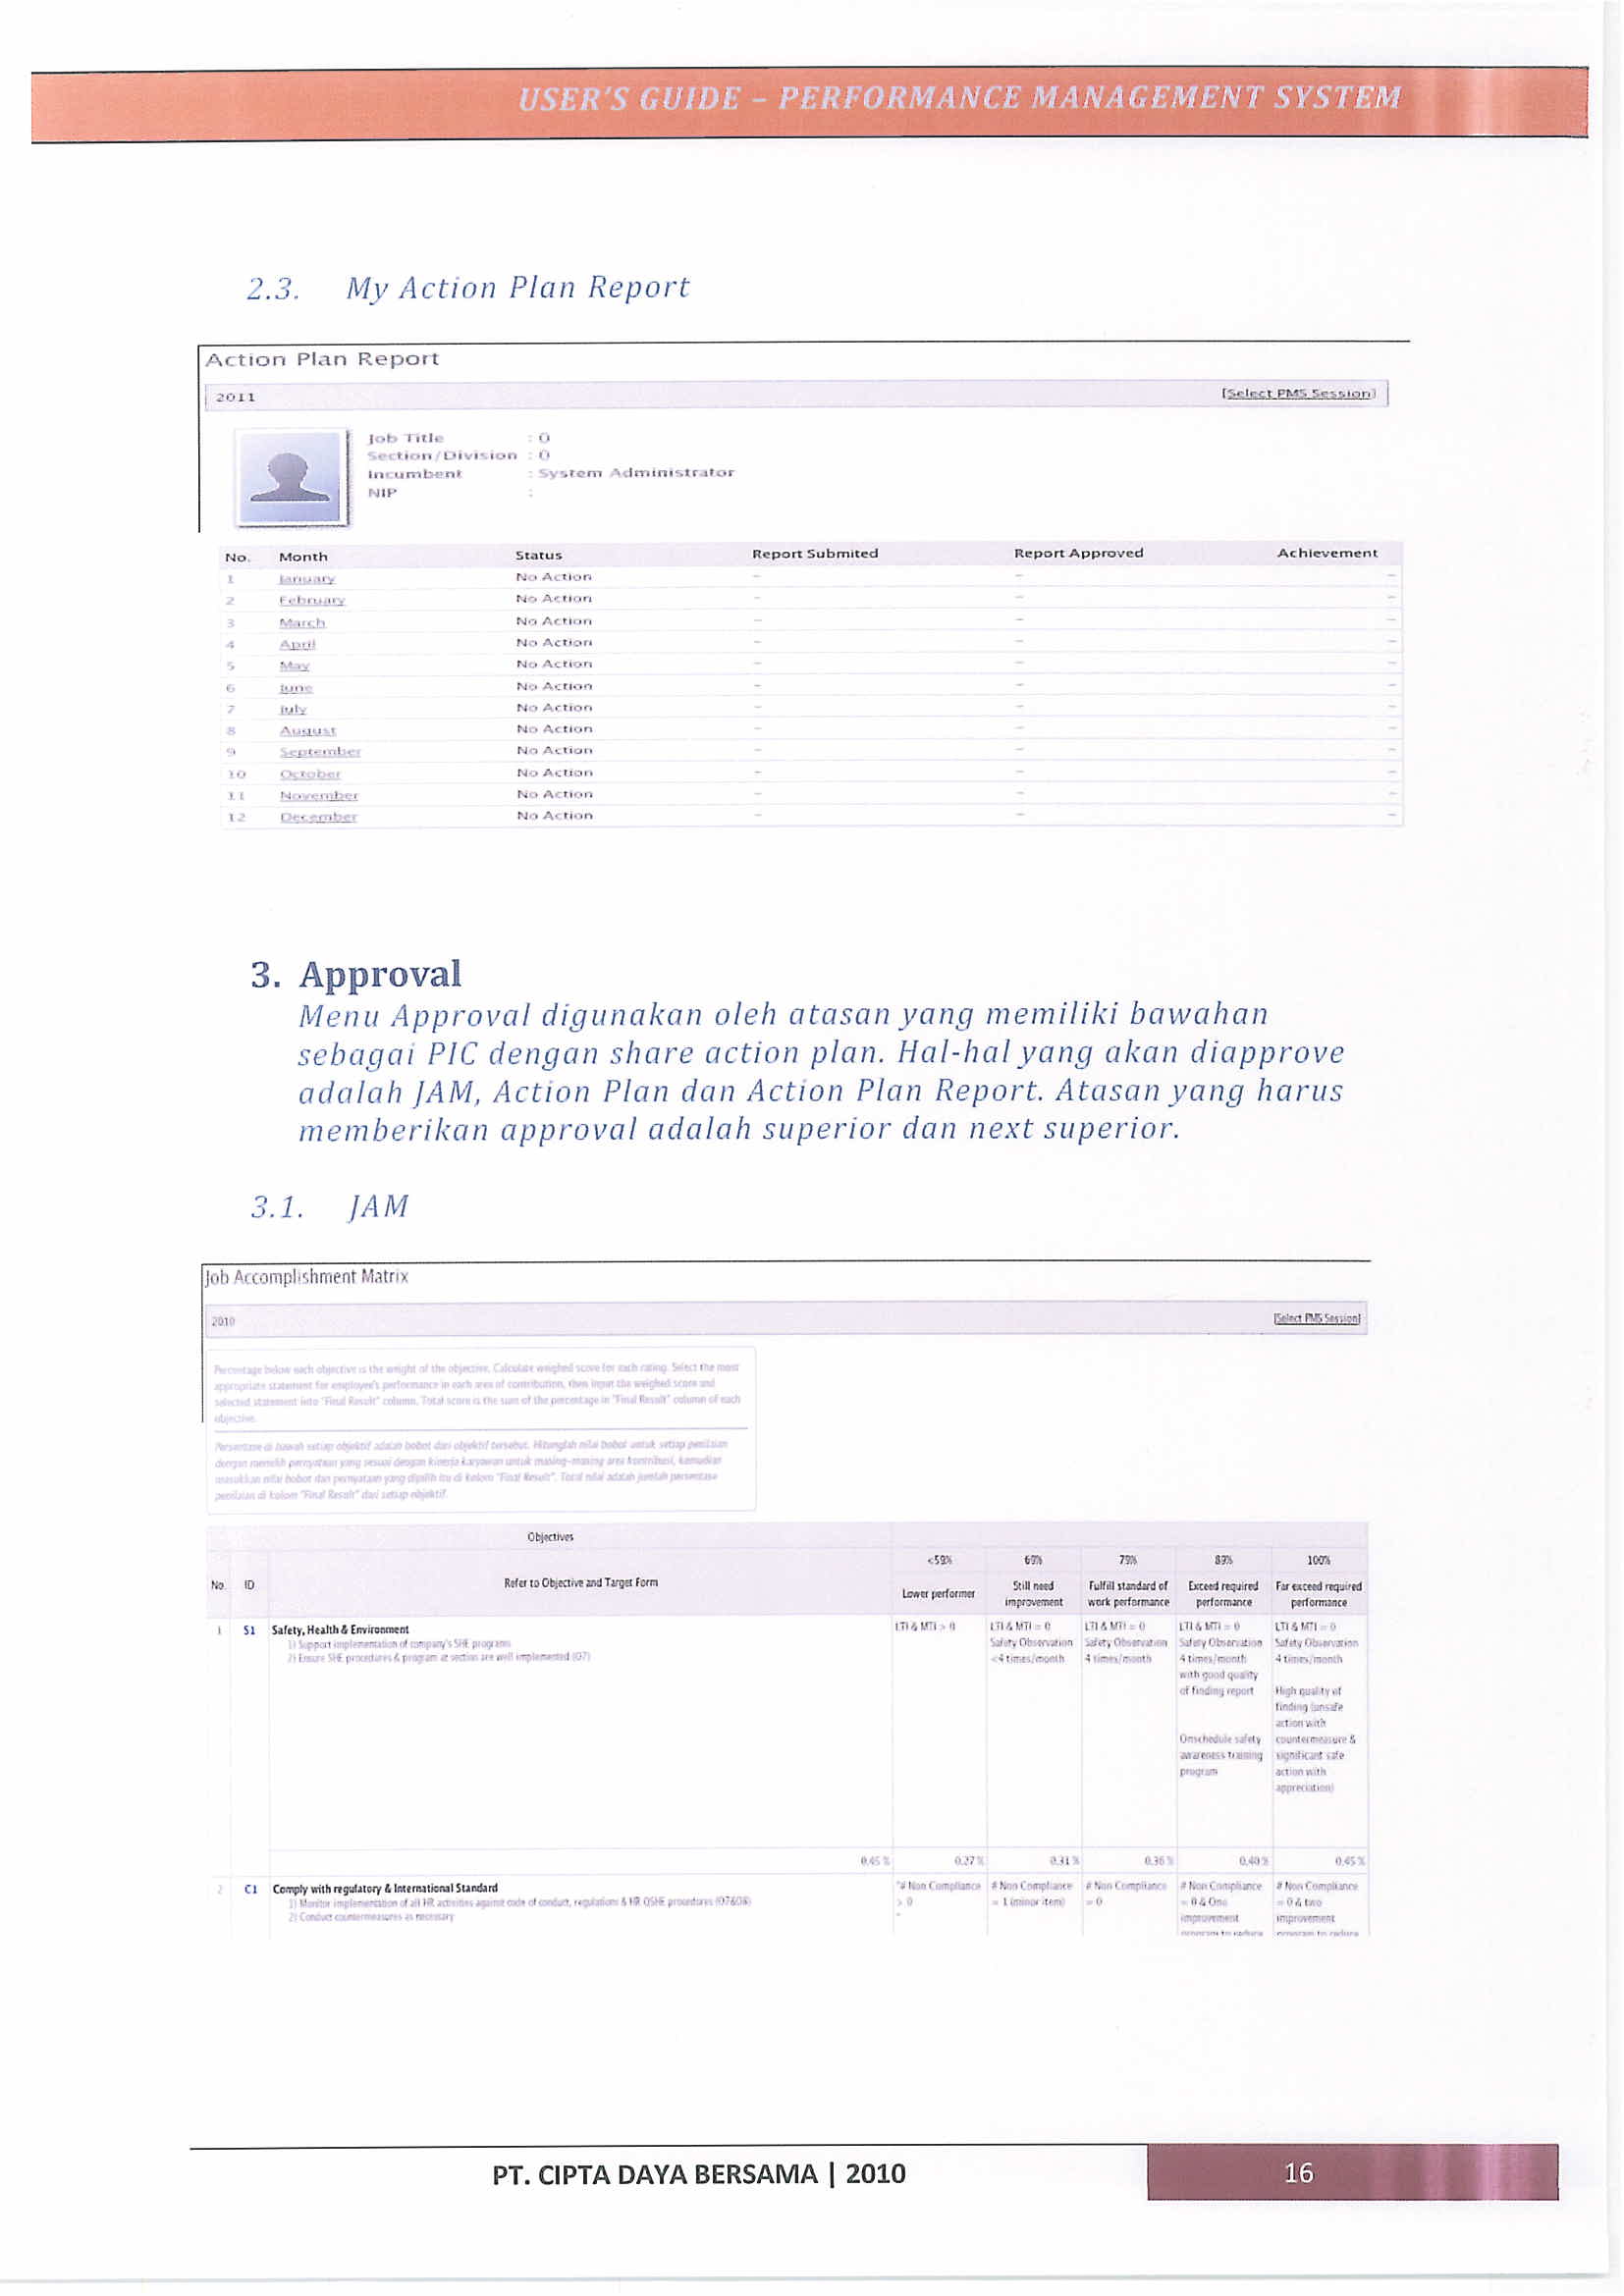 USER'S GUIDE – PERFORMANCE MANAGEMENT SYSTEM
2.3. My Action Plan Report
Action Plan Report
2011 [Select PMS Session]
Job Title : 0
Section/Division : 0
Incumbent : System Administrator
NIP :
No. Month Status Report Submited Report Approved Achievement
1 January No Action - - -
2 February No Action - - -
3 March No Action - - -
4 April No Action - - -
5 May No Action - - -
6 June No Action - - -
7 July No Action - - -
8 August No Action - - -
9 September No Action - - -
10 October No Action - - -
11 November No Action - - -
12 December No Action - - -
3. Approval
Menu Approval digunakan oleh atasan yang memiliki bawahan
sebagai PIC dengan share action plan. Hal-hal yang akan diapprove
adalah JAM, Action Plan dan Action Plan Report. Atasan yang harus
memberikan approval adalah superior dan next superior.
3.1. JAM
Job Accomplishment Matrix
2010 [Select PMS Session]
Percentage below each objective is the weight of the objective. Calculate weighed score for each rating. Select the most
appropriate statement for employee's performance in each area of contribution, then input the weighed score and
selected statement into "Final Result" column. Total score is the sum of the percentage in "Final Result" column of each
objective.
Persentase di bawah setiap objektif adalah bobot dari objektif tersebut. Hitunglah nilai bobot untuk setiap penilaian
dengan memilih pernyataan yang sesuai dengan kinerja karyawan untuk masing-masing area kontribusi, kemudian
masukkan nilai bobot dan pernyataan yang dipilih itu di kolom "Final Result". Total nilai adalah jumlah persentase
penilaian di kolom "Final Result" dari setiap objektif.
Objectives
<59% 69% 79% 89% 100%
No. ID Refer to Objective and Target Form
Lower performer Still need improvement Fulfill standard of work performance Exceed required performance Far exceed required performance
1 S1 Safety, Health & Environment
1) Support implementation of company's SHE programs
2) Ensure SHE procedures & program at section are well implemented (07)
LTI & MTI > 0
LTI & MTI = 0
Safety Observation
<4 times/month
LTI & MTI = 0
Safety Observation
4 times/month
LTI & MTI = 0
Safety Observation
4 times/month
with good quality
of finding report
Onschedule safety
awareness training
program
LTI & MTI = 0
Safety Observation
4 times/month
High quality of
finding (unsafe
action with
countermeasure &
significant safe
action with
appreciation)
0.45 % 0.27 % 0.31 % 0.36 % 0.40 % 0.45 %
2 C1 Comply with regulatory & International Standard
1) Monitor implementation of all HR activities against code of conduct, regulations & HR QSHE procedures (07&08)
2) Conduct countermeasures as necessary
"# Non Compliance
> 0
"
# Non Compliance
= 1 (minor item)
# Non Compliance
= 0
# Non Compliance
= 0 & One
improvement
program to reduce
# Non Compliance
= 0 & two
improvement
program to reduce
PT. CIPTA DAYA BERSAMA | 2010
16